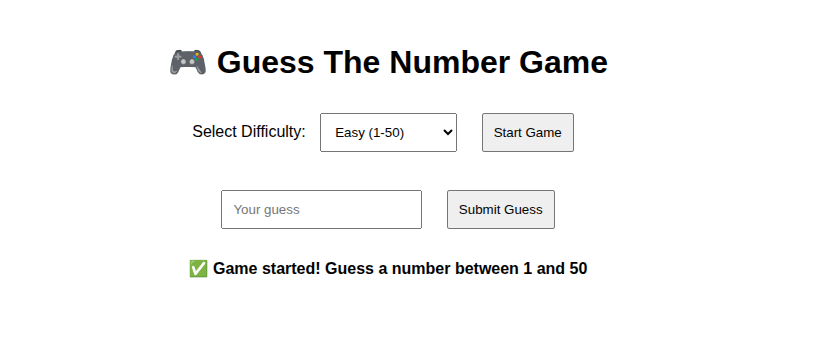 🎮 Guess The Number Game
Select Difficulty: Easy (1-50) Start Game
Your guess Submit Guess
✅ Game started! Guess a number between 1 and 50